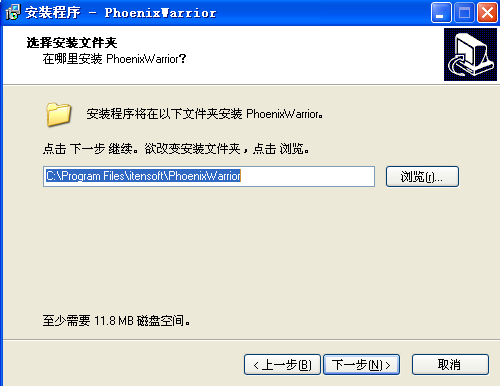 安装程序 - PhoenixWarrior
选择安装文件夹
在哪里安装 PhoenixWarrior?
安装程序将在以下文件夹安装 PhoenixWarrior。
点击 下一步 继续。欲改变安装文件夹，点击 浏览。
C:\Program Files\itensoft\PhoenixWarrior
浏览(r)...
至少需要 11.8 MB 磁盘空间。
< 上一步(B)
下一步(N) >
取消